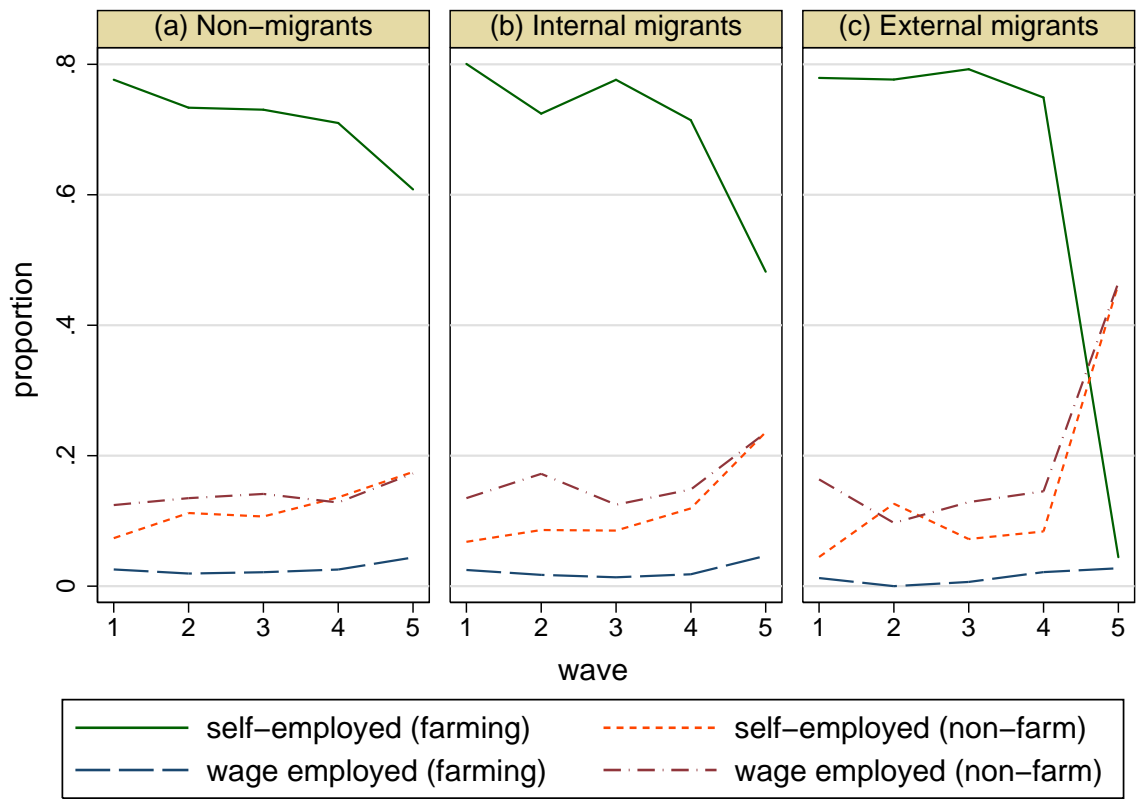 (a) Non−migrants
(b) Internal migrants
(c) External migrants
.8
.6
.4
.2
0
proportion
1 2 3 4 5
1 2 3 4 5
1 2 3 4 5
wave
self−employed (farming)
self−employed (non−farm)
wage employed (farming)
wage employed (non−farm)